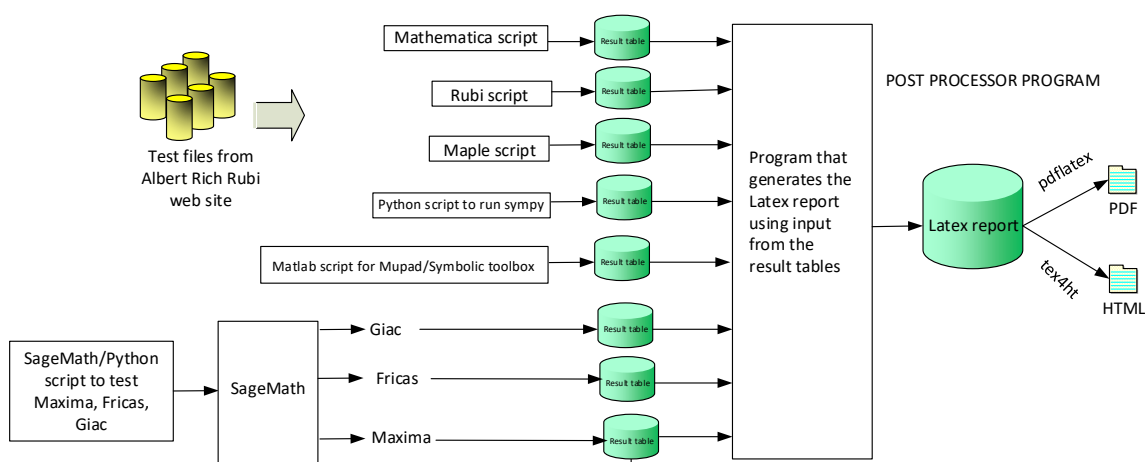 Mathematica script
Result table
Rubi script
Result table
POST PROCESSOR PROGRAM
Test files from
Albert Rich Rubi
web site
Maple script
Result table
Program that
generates the
Latex report
using input
from the
result tables
Python script to run sympy
Result table
Matlab script for Mupad/Symbolic toolbox
Result table
Latex report
pdflatex
PDF
tex4ht
HTML
SageMath/Python
script to test
Maxima, Fricas,
Giac
SageMath
Giac
Result table
Fricas
Result table
Maxima
Result table